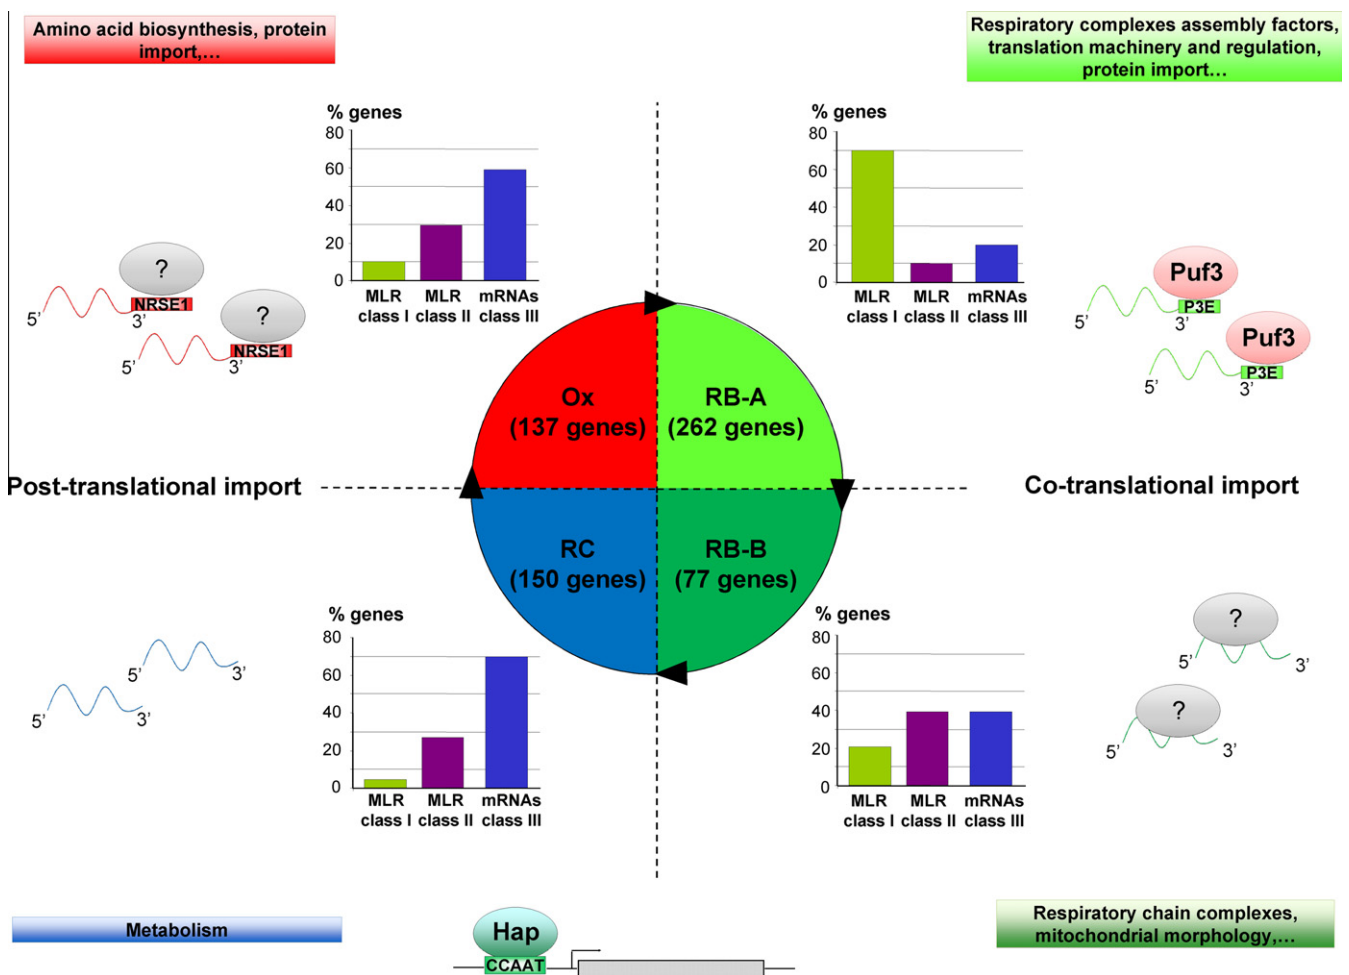 Amino acid biosynthesis, protein
import,...
Respiratory complexes assembly factors,
translation machinery and regulation,
protein import...
% genes
80
60
40
20
0
MLR
class I
MLR
class II
mRNAs
class III
% genes
80
60
40
20
0
MLR
class I
MLR
class II
mRNAs
class III
?
NRSE1
5’
3’
?
NRSE1
5’
3’
Puf3
P3E
5’
3’
Puf3
P3E
5’
3’
Ox
(137 genes)
RB-A
(262 genes)
Post-translational import
Co-translational import
RC
(150 genes)
RB-B
(77 genes)
5’
3’
5’
3’
% genes
80
60
40
20
0
MLR
class I
MLR
class II
mRNAs
class III
% genes
80
60
40
20
0
MLR
class I
MLR
class II
mRNAs
class III
?
5’
3’
?
5’
3’
Metabolism
Hap
CCAAT
Respiratory chain complexes,
mitochondrial morphology,...